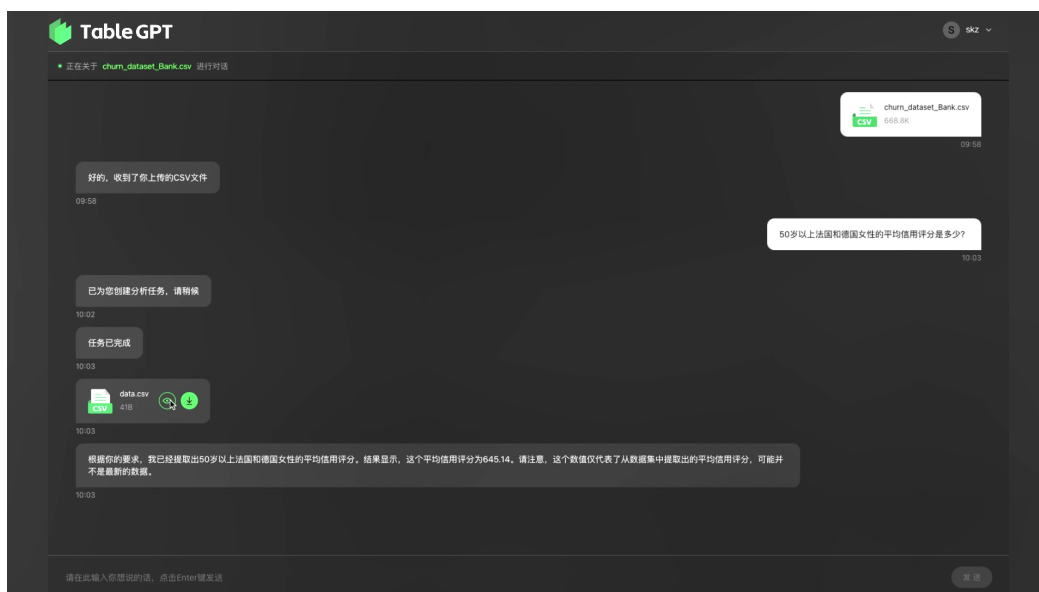 TableGPT
S skz
正在关于 churn_dataset_Bank.csv 进行对话
churn_dataset_Bank.csv
CSV 668.8K
09:58
好的，收到了你上传的CSV文件
09:58
50岁以上法国和德国女性的平均信用评分是多少?
10:03
已为您创建分析任务，请稍候
10:02
任务已完成
10:03
data.csv
CSV 41B
10:03
根据你的要求，我已经提取出50岁以上法国和德国女性的平均信用评分。结果显示，这个平均信用评分为645.14。请注意，这个数值仅代表了从数据集中提取出的平均信用评分，可能并
不是最新的数据。
10:03
请在此输入你想说的话，点击Enter键发送
发 送